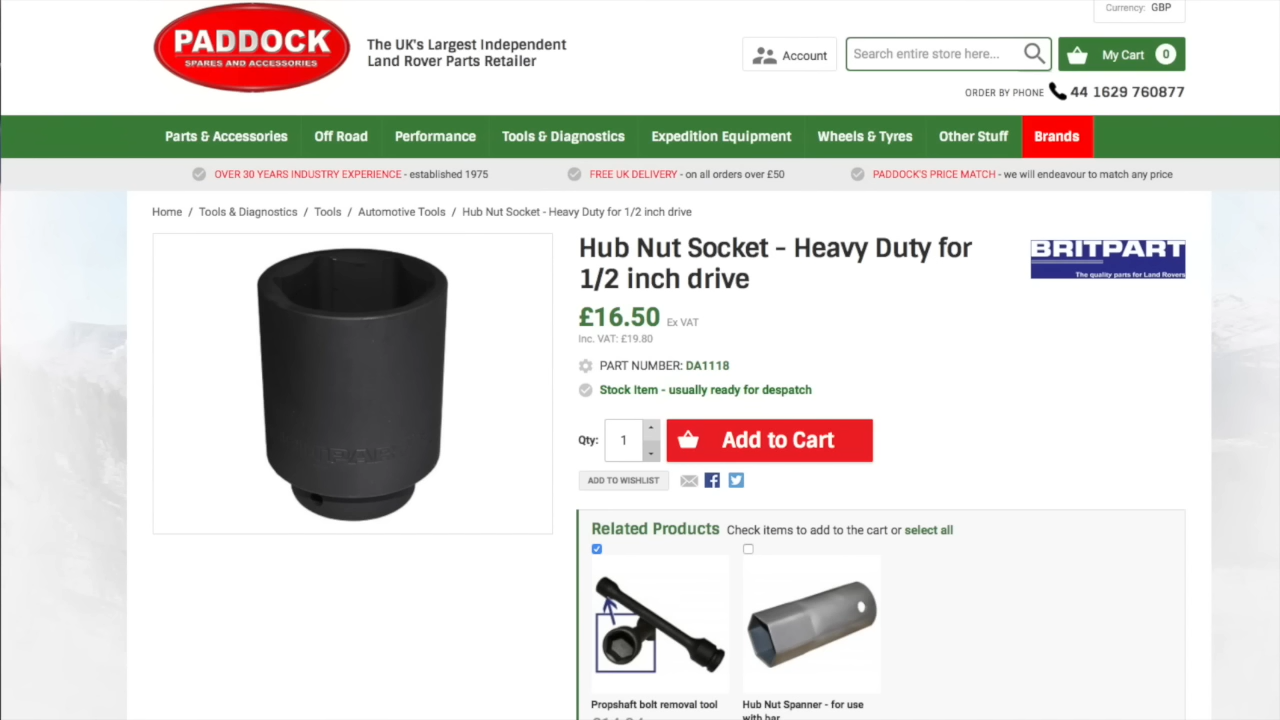 Currency: GBP
PADDOCK
SPARES AND ACCESSORIES
The UK's Largest Independent
Land Rover Parts Retailer
Account
Search entire store here...
My Cart 0
ORDER BY PHONE 44 1629 760877
Parts & Accessories Off Road Performance Tools & Diagnostics Expedition Equipment Wheels & Tyres Other Stuff Brands
OVER 30 YEARS INDUSTRY EXPERIENCE - established 1975 FREE UK DELIVERY - on all orders over £50 PADDOCK'S PRICE MATCH - we will endeavour to match any price
Home / Tools & Diagnostics / Tools / Automotive Tools / Hub Nut Socket - Heavy Duty for 1/2 inch drive
Hub Nut Socket - Heavy Duty for
1/2 inch drive
BRITPART
The quality parts for Land Rovers
£16.50 Ex VAT
Inc. VAT: £19.80
PART NUMBER: DA1118
Stock Item - usually ready for despatch
Qty: 1 Add to Cart
ADD TO WISHLIST
Related Products Check items to add to the cart or select all
Propshaft bolt removal tool
Hub Nut Spanner - for use
with bar